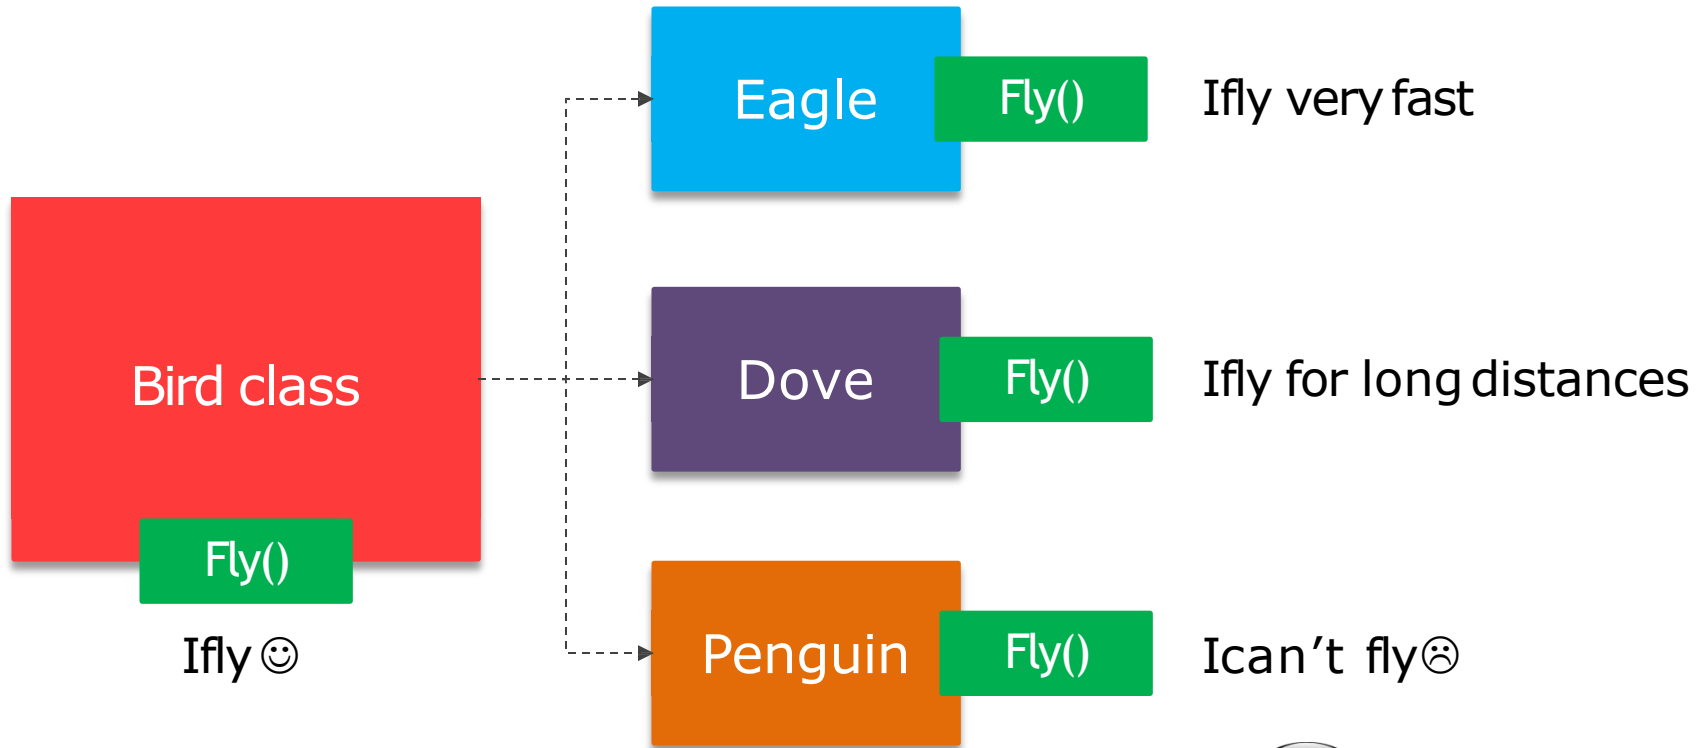 Eagle
Fly()
Ifly very fast
Bird class
Fly()
Ifly ☺
Dove
Fly()
Ifly for long distances
Penguin
Fly()
Ican’t fly☹